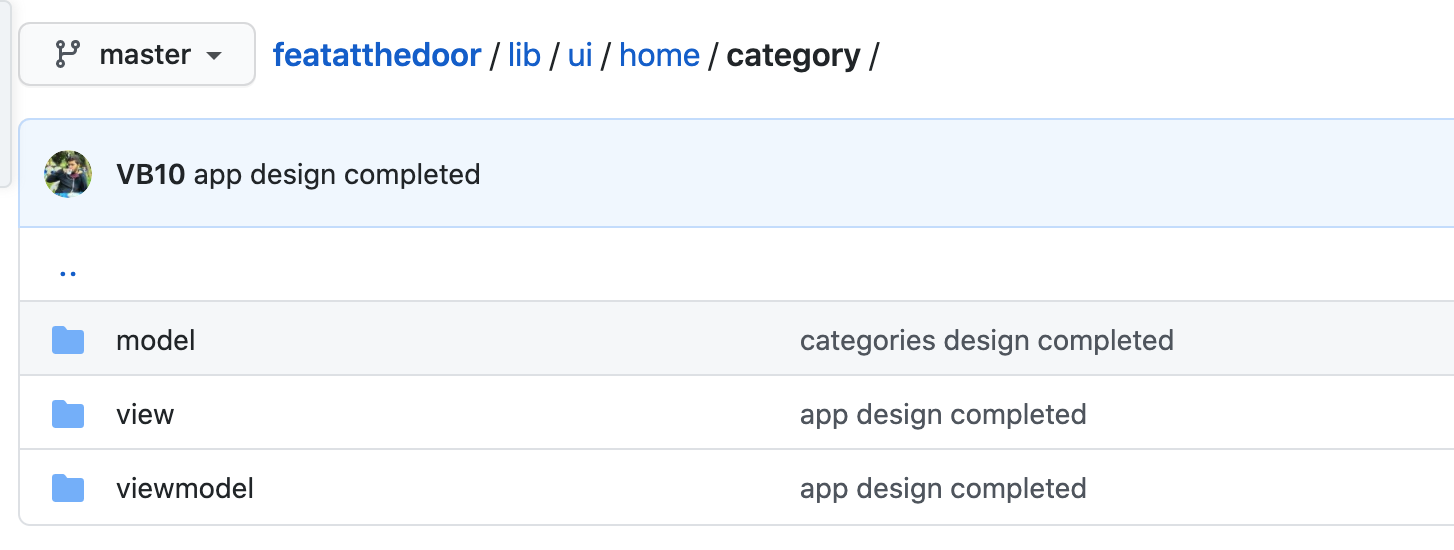 master featatthedoor / lib / ui / home / category /
VB10 app design completed
..
model categories design completed
view app design completed
viewmodel app design completed